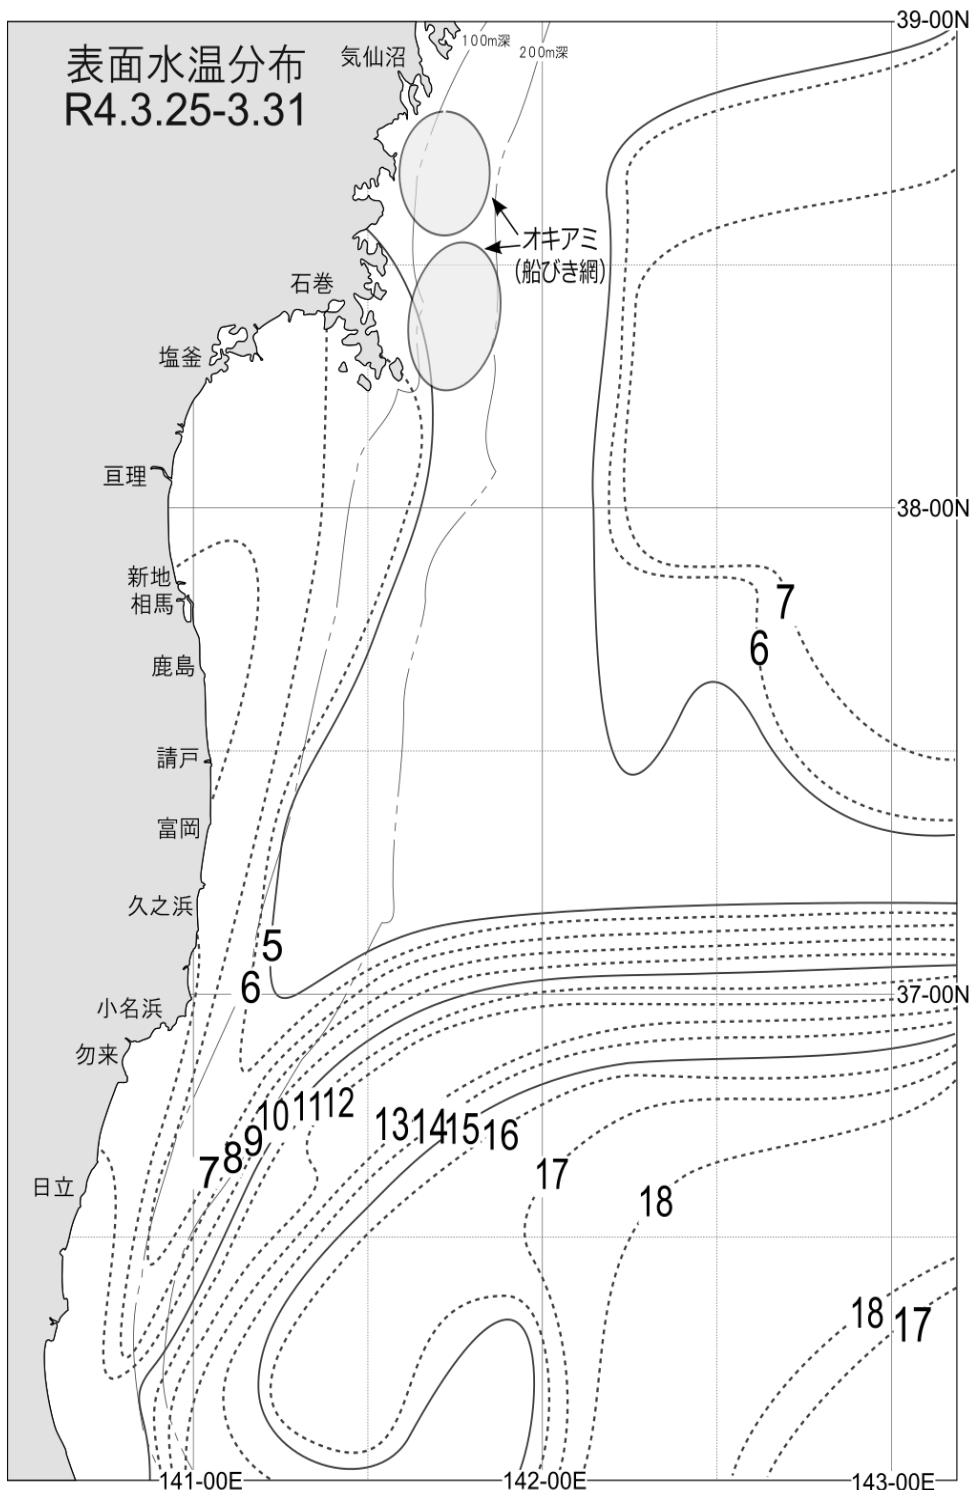 39-00N
表面水温分布
R4.3.25-3.31
気仙沼
100m深
200m深
オキアミ
(船びき網)
石巻
塩釜
亘理
38-00N
新地
相馬
7
6
鹿島
請戸
富岡
久之浜
5
6
37-00N
小名浜
勿来
7
8
9
10
11
12
13
14
15
16
17
18
日立
18
17
141-00E
142-00E
143-00E